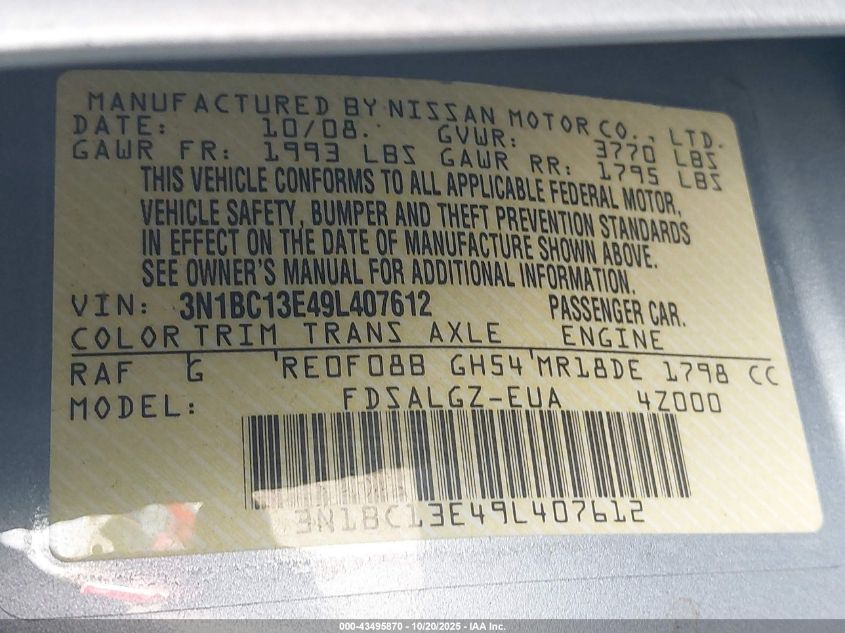 MANUFACTURED BY NISSAN MOTOR CO., LTD.
DATE: 10/08. GVWR: 3770 LBS
GAWR FR: 1993 LBS GAWR RR: 1795 LBS
THIS VEHICLE CONFORMS TO ALL APPLICABLE FEDERAL MOTOR,
VEHICLE SAFETY, BUMPER AND THEFT PREVENTION STANDARDS
IN EFFECT ON THE DATE OF MANUFACTURE SHOWN ABOVE.
SEE OWNER'S MANUAL FOR ADDITIONAL INFORMATION.
VIN: 3N1BC13E49L407612 PASSENGER CAR.
COLOR TRIM TRANS AXLE ENGINE
RAF G RE0F08B GH54 MR18DE 1798 CC
MODEL: FDSALGZ-EUA 4Z000
3N1BC13E49L407612
000-43495870 - 10/20/2025 - IAA Inc.